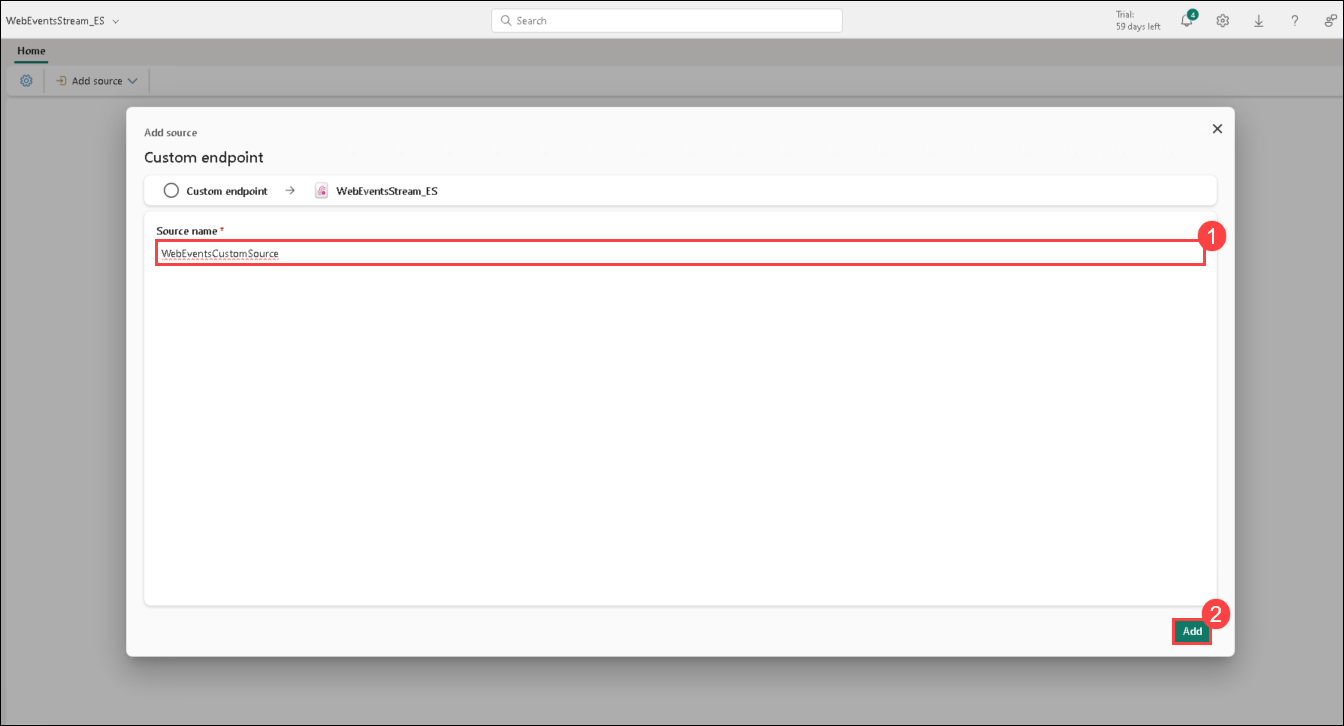 WebEventsStream_ES
Search
Trial:
59 days left
4
?
Home
Add source
Add source
Custom endpoint
Custom endpoint → WebEventsStream_ES
Source name *
1
WebEventsCustomSource
2
Add